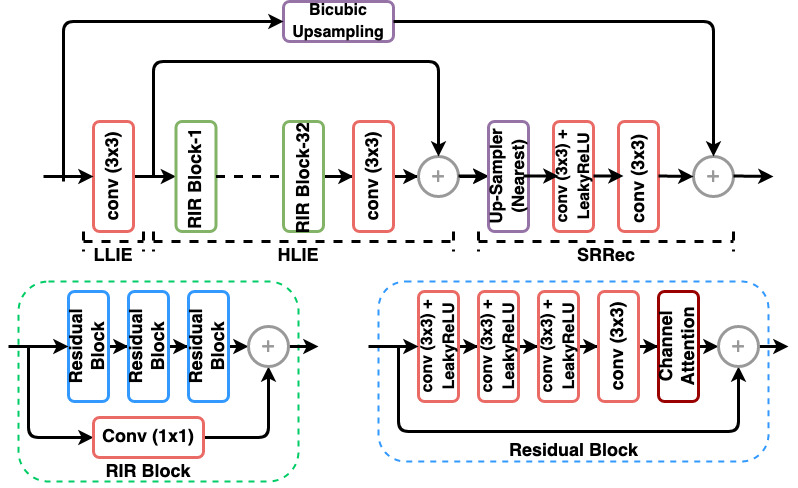 Bicubic
Upsampling
conv (3x3)
RIR Block-1
RIR Block-32
conv (3x3)
+
Up-Sampler
(Nearest)
conv (3x3) +
LeakyReLU
conv (3x3)
+
LLIE
HLIE
SRRec
Residual
Block
Residual
Block
Residual
Block
+
Conv (1x1)
RIR Block
conv (3x3) +
LeakyReLU
conv (3x3) +
LeakyReLU
conv (3x3) +
LeakyReLU
conv (3x3)
Channel
Attention
+
Residual Block